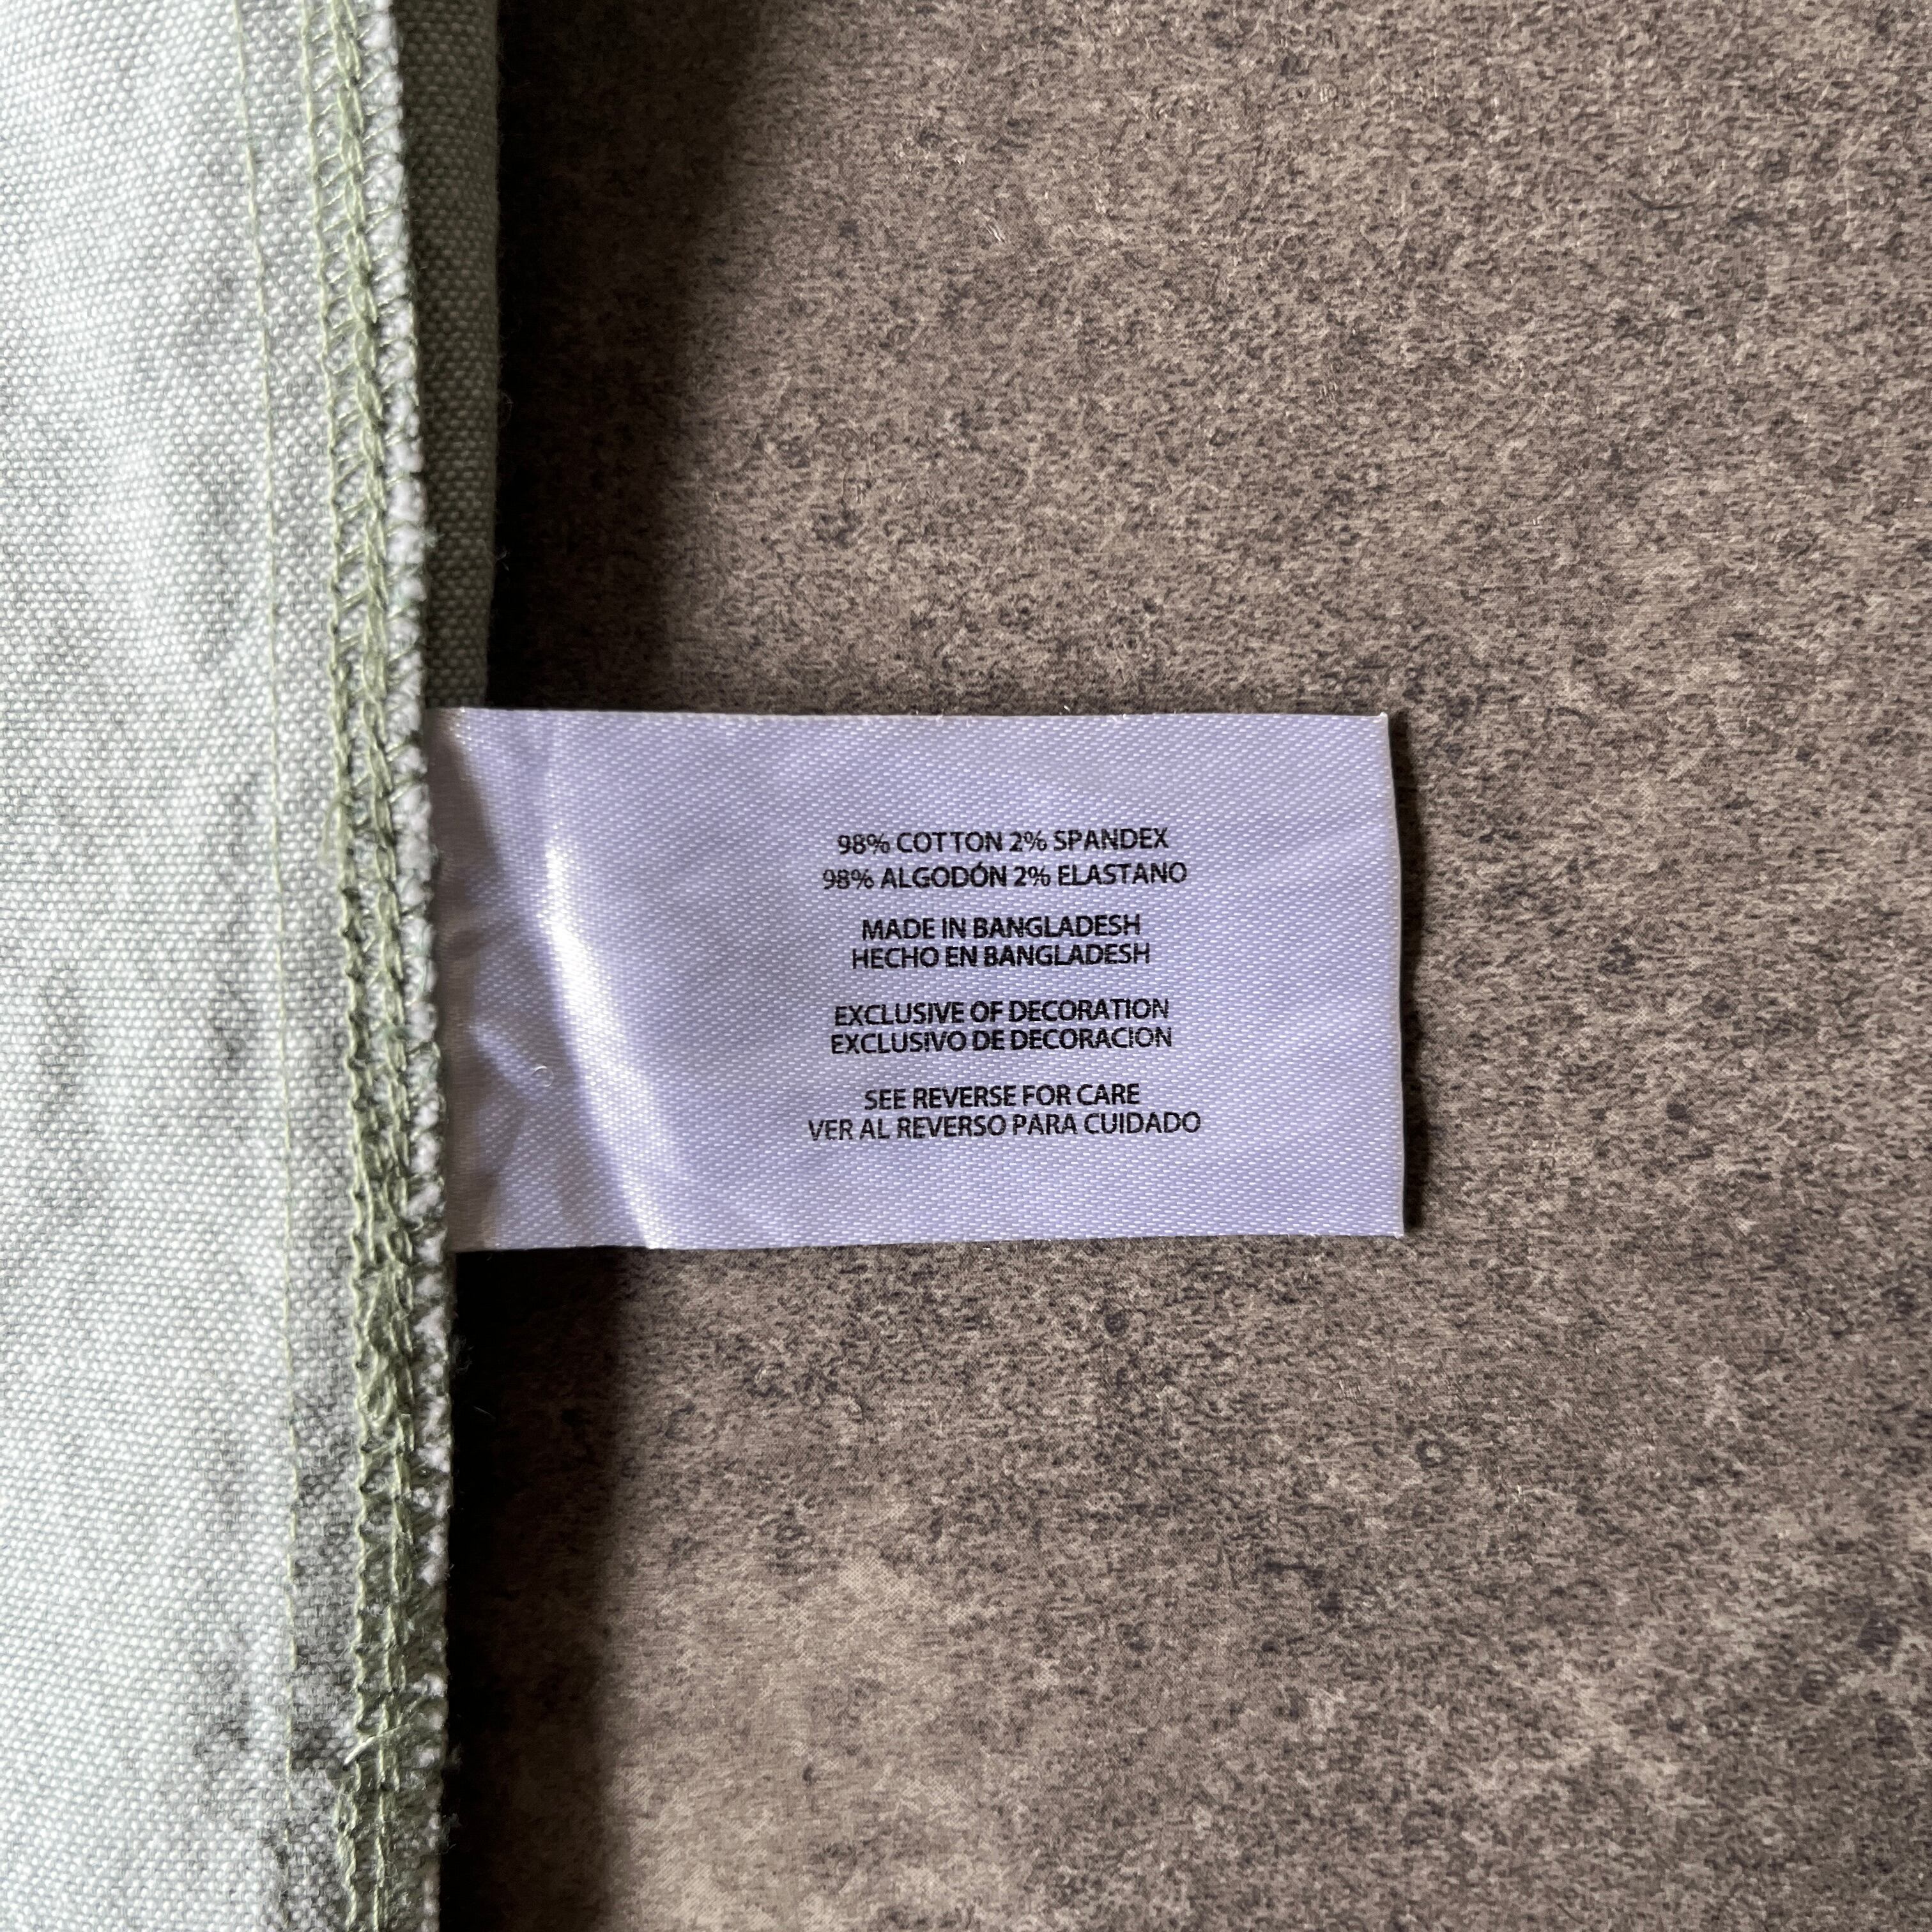 98% COTTON 2% SPANDEX
98% ALGODÓN 2% ELASTANO
MADE IN BANGLADESH
HECHO EN BANGLADESH
EXCLUSIVE OF DECORATION
EXCLUSIVO DE DECORACION
SEE REVERSE FOR CARE
VER AL REVERSO PARA CUIDADO